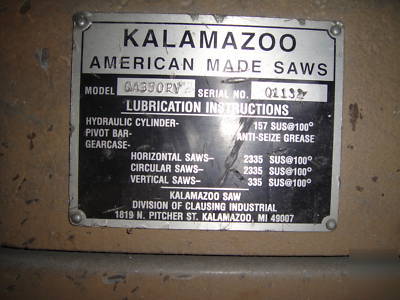 KALAMAZOO
AMERICAN MADE SAWS
MODEL SERIAL NO.
LUBRICATION INSTRUCTIONS
HYDRAULIC CYLINDER- 157 SUS@100°
PIVOT BAR- ANTI-SEIZE GREASE
GEARCASE-
HORIZONTAL SAWS- 2335 SUS@100°
CIRCULAR SAWS- 2335 SUS@100°
VERTICAL SAWS- 335 SUS@100°
KALAMAZOO SAW
DIVISION OF CLAUSING INDUSTRIAL
1819 N. PITCHER ST. KALAMAZOO, MI 49007